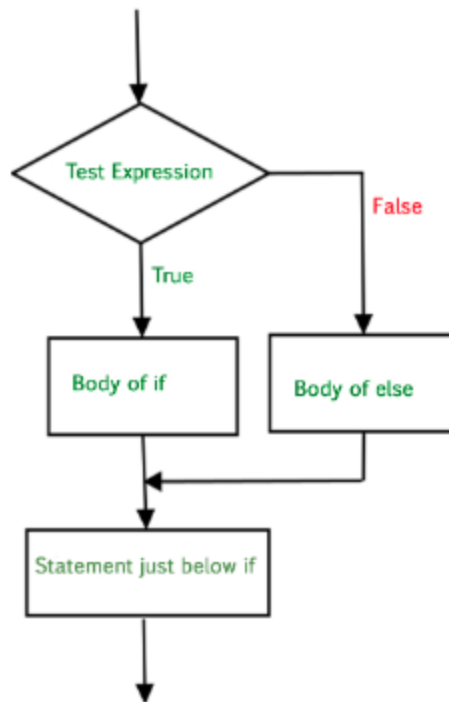 Test Expression
False
True
Body of if
Body of else
Statement just below if